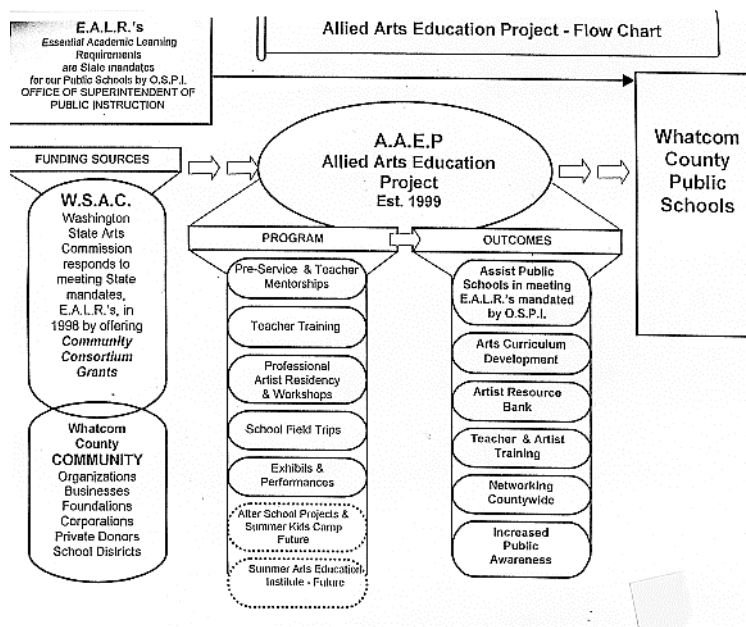 E.A.L.R.'s
Essential Academic Learning
Requirements
are State mandates
for our Public Schools by O.S.P.I.
OFFICE OF SUPERINTENDENT OF
PUBLIC INSTRUCTION
Allied Arts Education Project - Flow Chart
FUNDING SOURCES
W.S.A.C.
Washington
State Arts
Commission
responds to
meeting State
mandates,
E.A.L.R.'s, in
1998 by offering
Community
Consortium
Grants
Whatcom
County
COMMUNITY
Organizations
Businesses
Foundations
Corporations
Private Donors
School Districts
A.A.E.P
Allied Arts Education
Project
Est. 1999
PROGRAM
Pre-Service & Teacher
Mentorships
Teacher Training
Professional
Artist Residency
& Workshops
School Field Trips
Exhibits &
Performances
After School Projects &
Summer Kids Camp
Future
Summer Arts Education
Institute - Future
OUTCOMES
Assist Public
Schools in meeting
E.A.L.R.'s mandated
by O.S.P.I.
Arts Curriculum
Development
Artist Resource
Bank
Teacher & Artist
Training
Networking
Countywide
Increased
Public
Awareness
Whatcom
County
Public
Schools